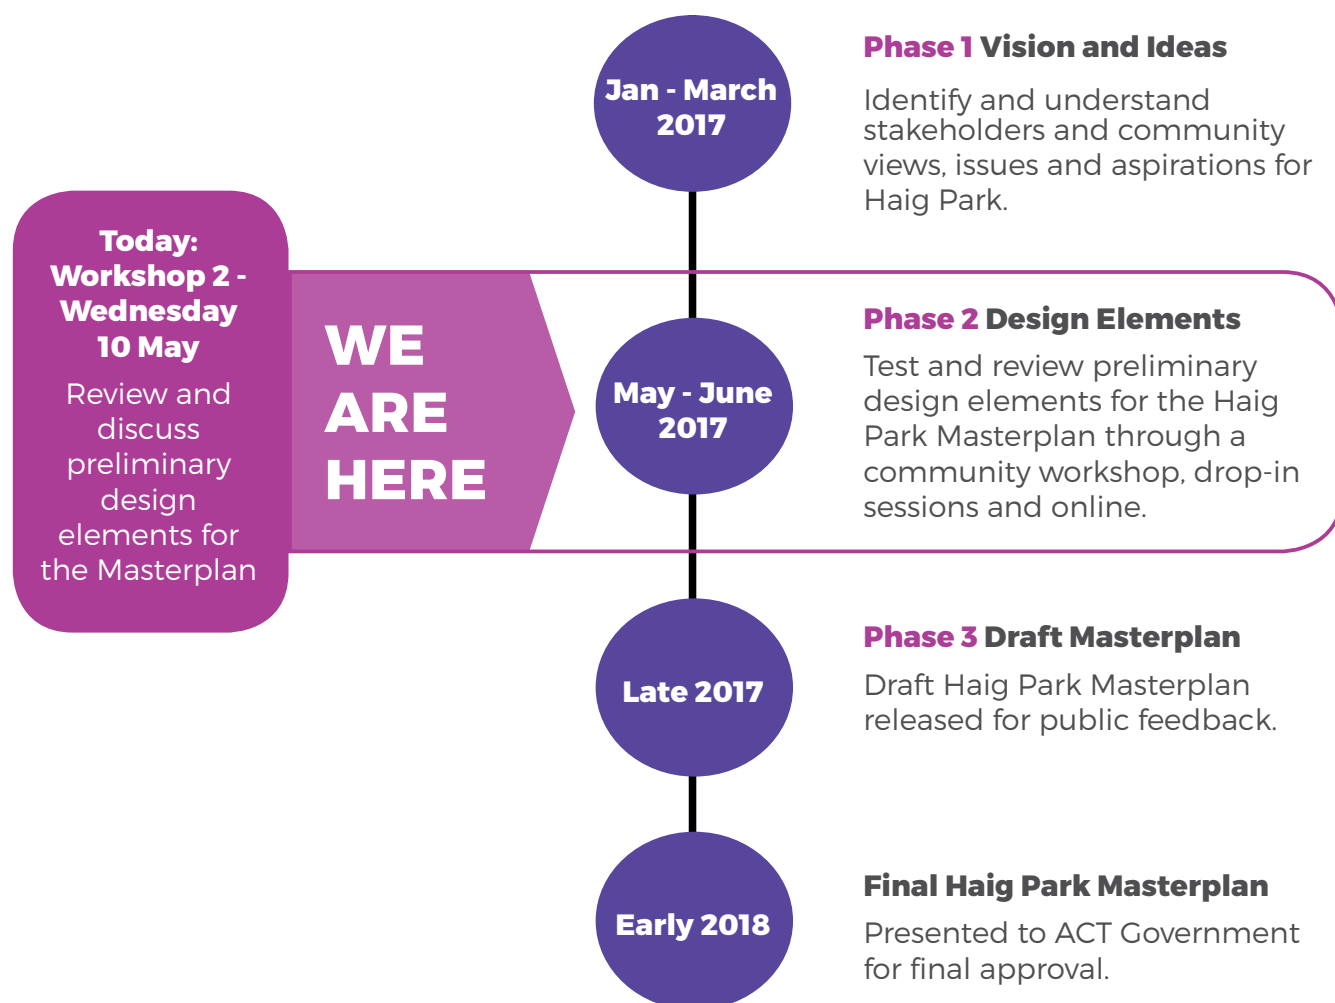 Jan - March
2017
Phase 1 Vision and Ideas
Identify and understand
stakeholders and community
views, issues and aspirations for
Haig Park.
Today:
Workshop 2 -
Wednesday
10 May
Review and
discuss
preliminary
design
elements for
the Masterplan
WE
ARE
HERE
May - June
2017
Phase 2 Design Elements
Test and review preliminary
design elements for the Haig
Park Masterplan through a
community workshop, drop-in
sessions and online.
Late 2017
Phase 3 Draft Masterplan
Draft Haig Park Masterplan
released for public feedback.
Early 2018
Final Haig Park Masterplan
Presented to ACT Government
for final approval.